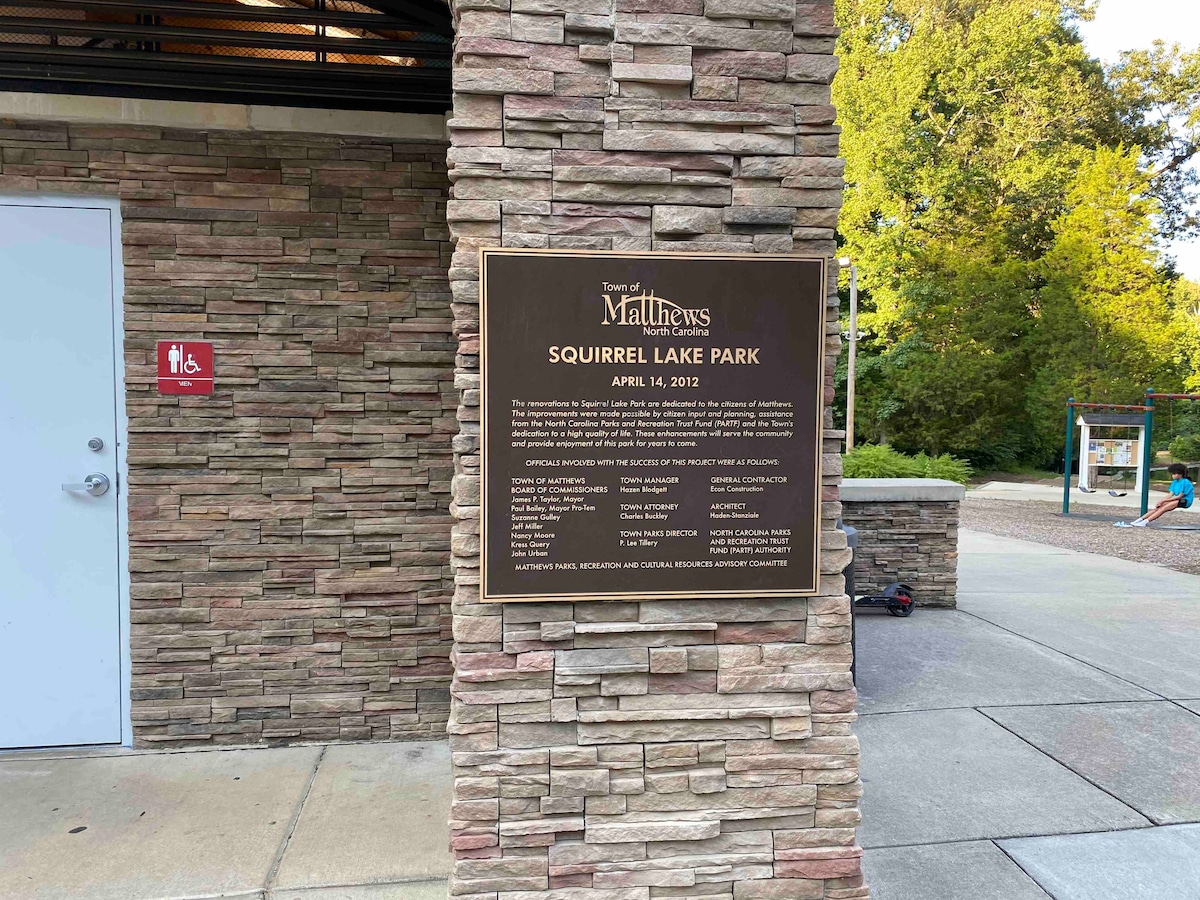 MEN
Town of
Matthews
North Carolina
SQUIRREL LAKE PARK
APRIL 14, 2012
The renovations to Squirrel Lake Park are dedicated to the citizens of Matthews.
The improvements were made possible by citizen input and planning, assistance
from the North Carolina Parks and Recreation Trust Fund (PARTF) and the Town's
dedication to a high quality of life. These enhancements will serve the community
and provide enjoyment of this park for years to come.
OFFICIALS INVOLVED WITH THE SUCCESS OF THIS PROJECT WERE AS FOLLOWS:
TOWN OF MATTHEWS
BOARD OF COMMISSIONERS
James P. Taylor, Mayor
Paul Bailey, Mayor Pro-Tem
Suzanne Gulley
Jeff Miller
Nancy Moore
Kress Query
John Urban
TOWN MANAGER
Hazen Blodgett
TOWN ATTORNEY
Charles Buckley
TOWN PARKS DIRECTOR
P. Lee Tillery
GENERAL CONTRACTOR
Econ Construction
ARCHITECT
Haden-Stanziale
NORTH CAROLINA PARKS
AND RECREATION TRUST
FUND (PARTF) AUTHORITY
MATTHEWS PARKS, RECREATION AND CULTURAL RESOURCES ADVISORY COMMITTEE